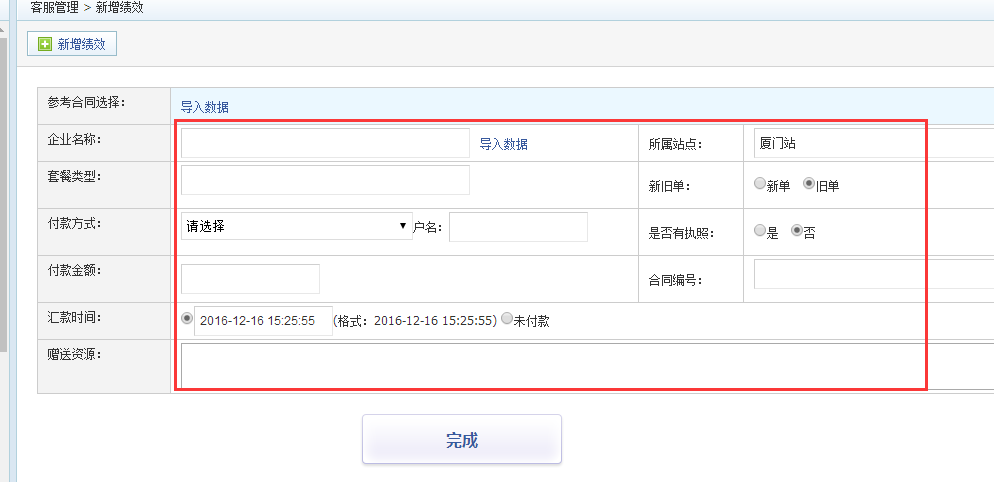 客服管理 > 新增绩效
新增绩效
参考合同选择： 导入数据
企业名称： 导入数据 所属站点： 厦门站
套餐类型： 新旧单： 新单 旧单
付款方式： 请选择 户名： 是否有执照： 是 否
付款金额： 合同编号：
汇款时间： 2016-12-16 15:25:55 (格式：2016-12-16 15:25:55) 未付款
赠送资源：
完成